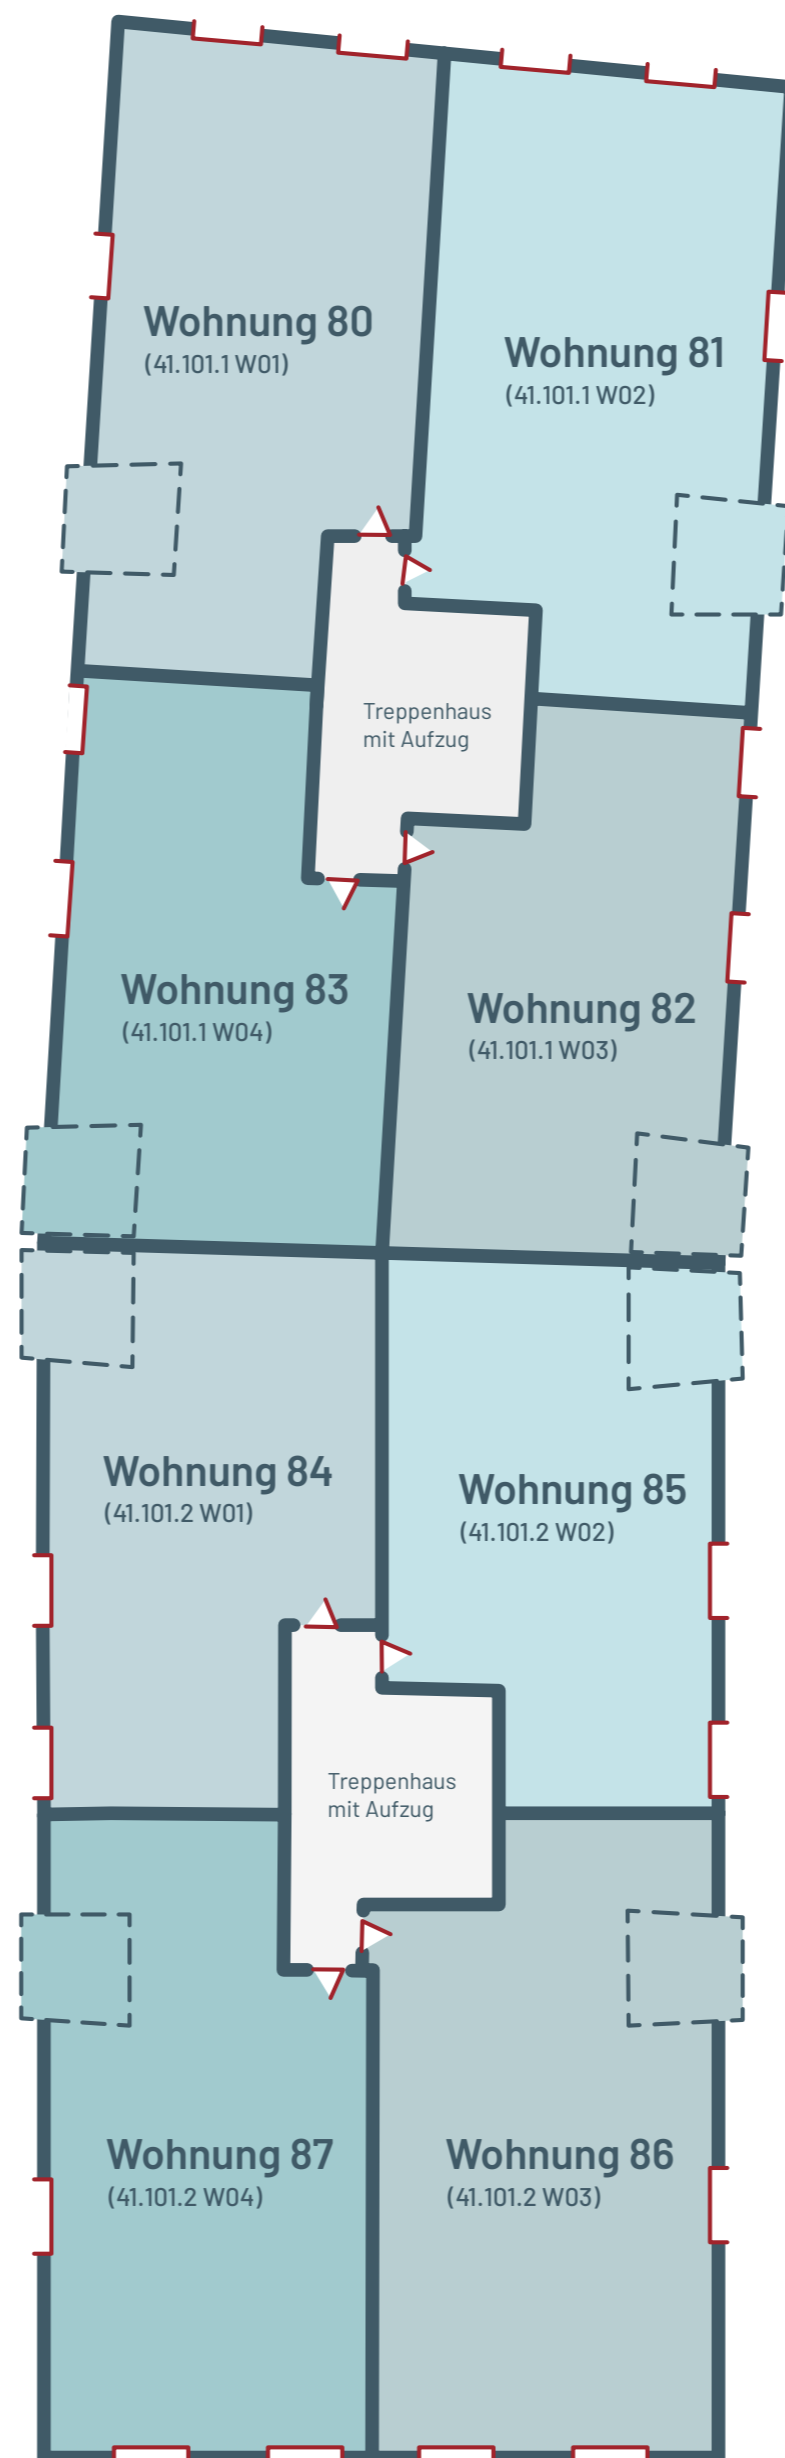 Wohnung 80
(41.101.1 W01)
Wohnung 81
(41.101.1 W02)
Treppenhaus
mit Aufzug
Wohnung 83
(41.101.1 W04)
Wohnung 82
(41.101.1 W03)
Wohnung 84
(41.101.2 W01)
Wohnung 85
(41.101.2 W02)
Treppenhaus
mit Aufzug
Wohnung 87
(41.101.2 W04)
Wohnung 86
(41.101.2 W03)